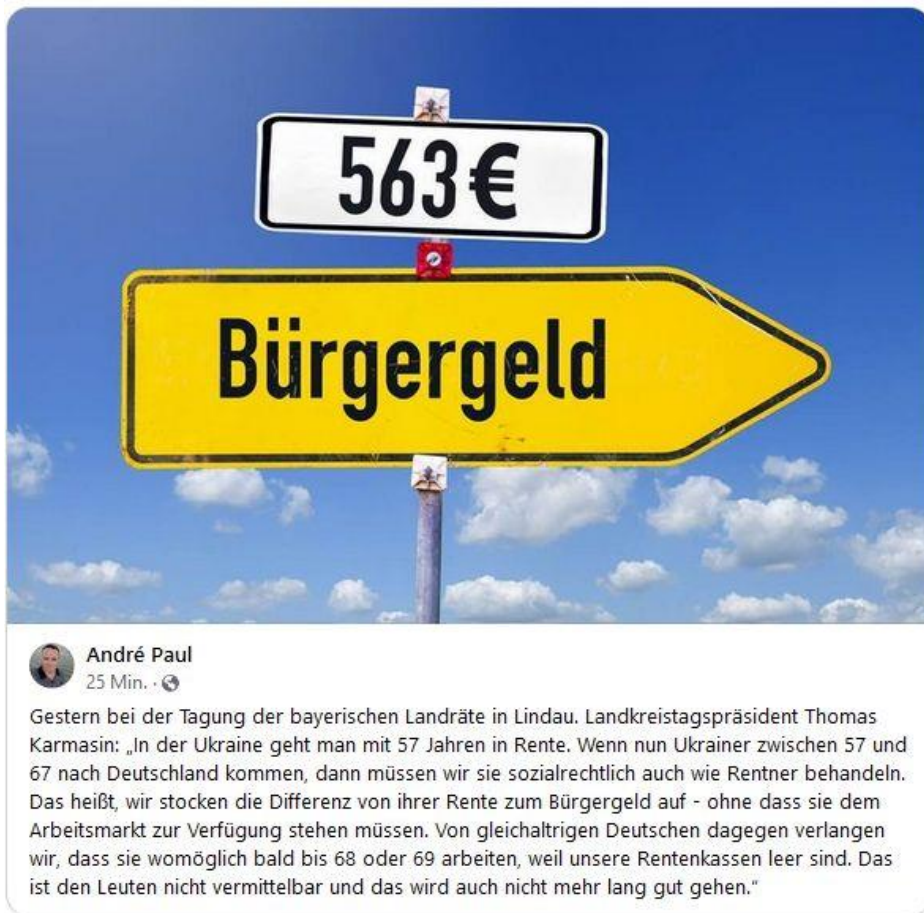 563€
Bürgergeld
André Paul
25 Min. ·
Gestern bei der Tagung der bayerischen Landräte in Lindau. Landkreistagspräsident Thomas
Karmasin: „In der Ukraine geht man mit 57 Jahren in Rente. Wenn nun Ukrainer zwischen 57 und
67 nach Deutschland kommen, dann müssen wir sie sozialrechtlich auch wie Rentner behandeln.
Das heißt, wir stocken die Differenz von ihrer Rente zum Bürgergeld auf - ohne dass sie dem
Arbeitsmarkt zur Verfügung stehen müssen. Von gleichaltrigen Deutschen dagegen verlangen
wir, dass sie womöglich bald bis 68 oder 69 arbeiten, weil unsere Rentenkassen leer sind. Das
ist den Leuten nicht vermittelbar und das wird auch nicht mehr lang gut gehen.“